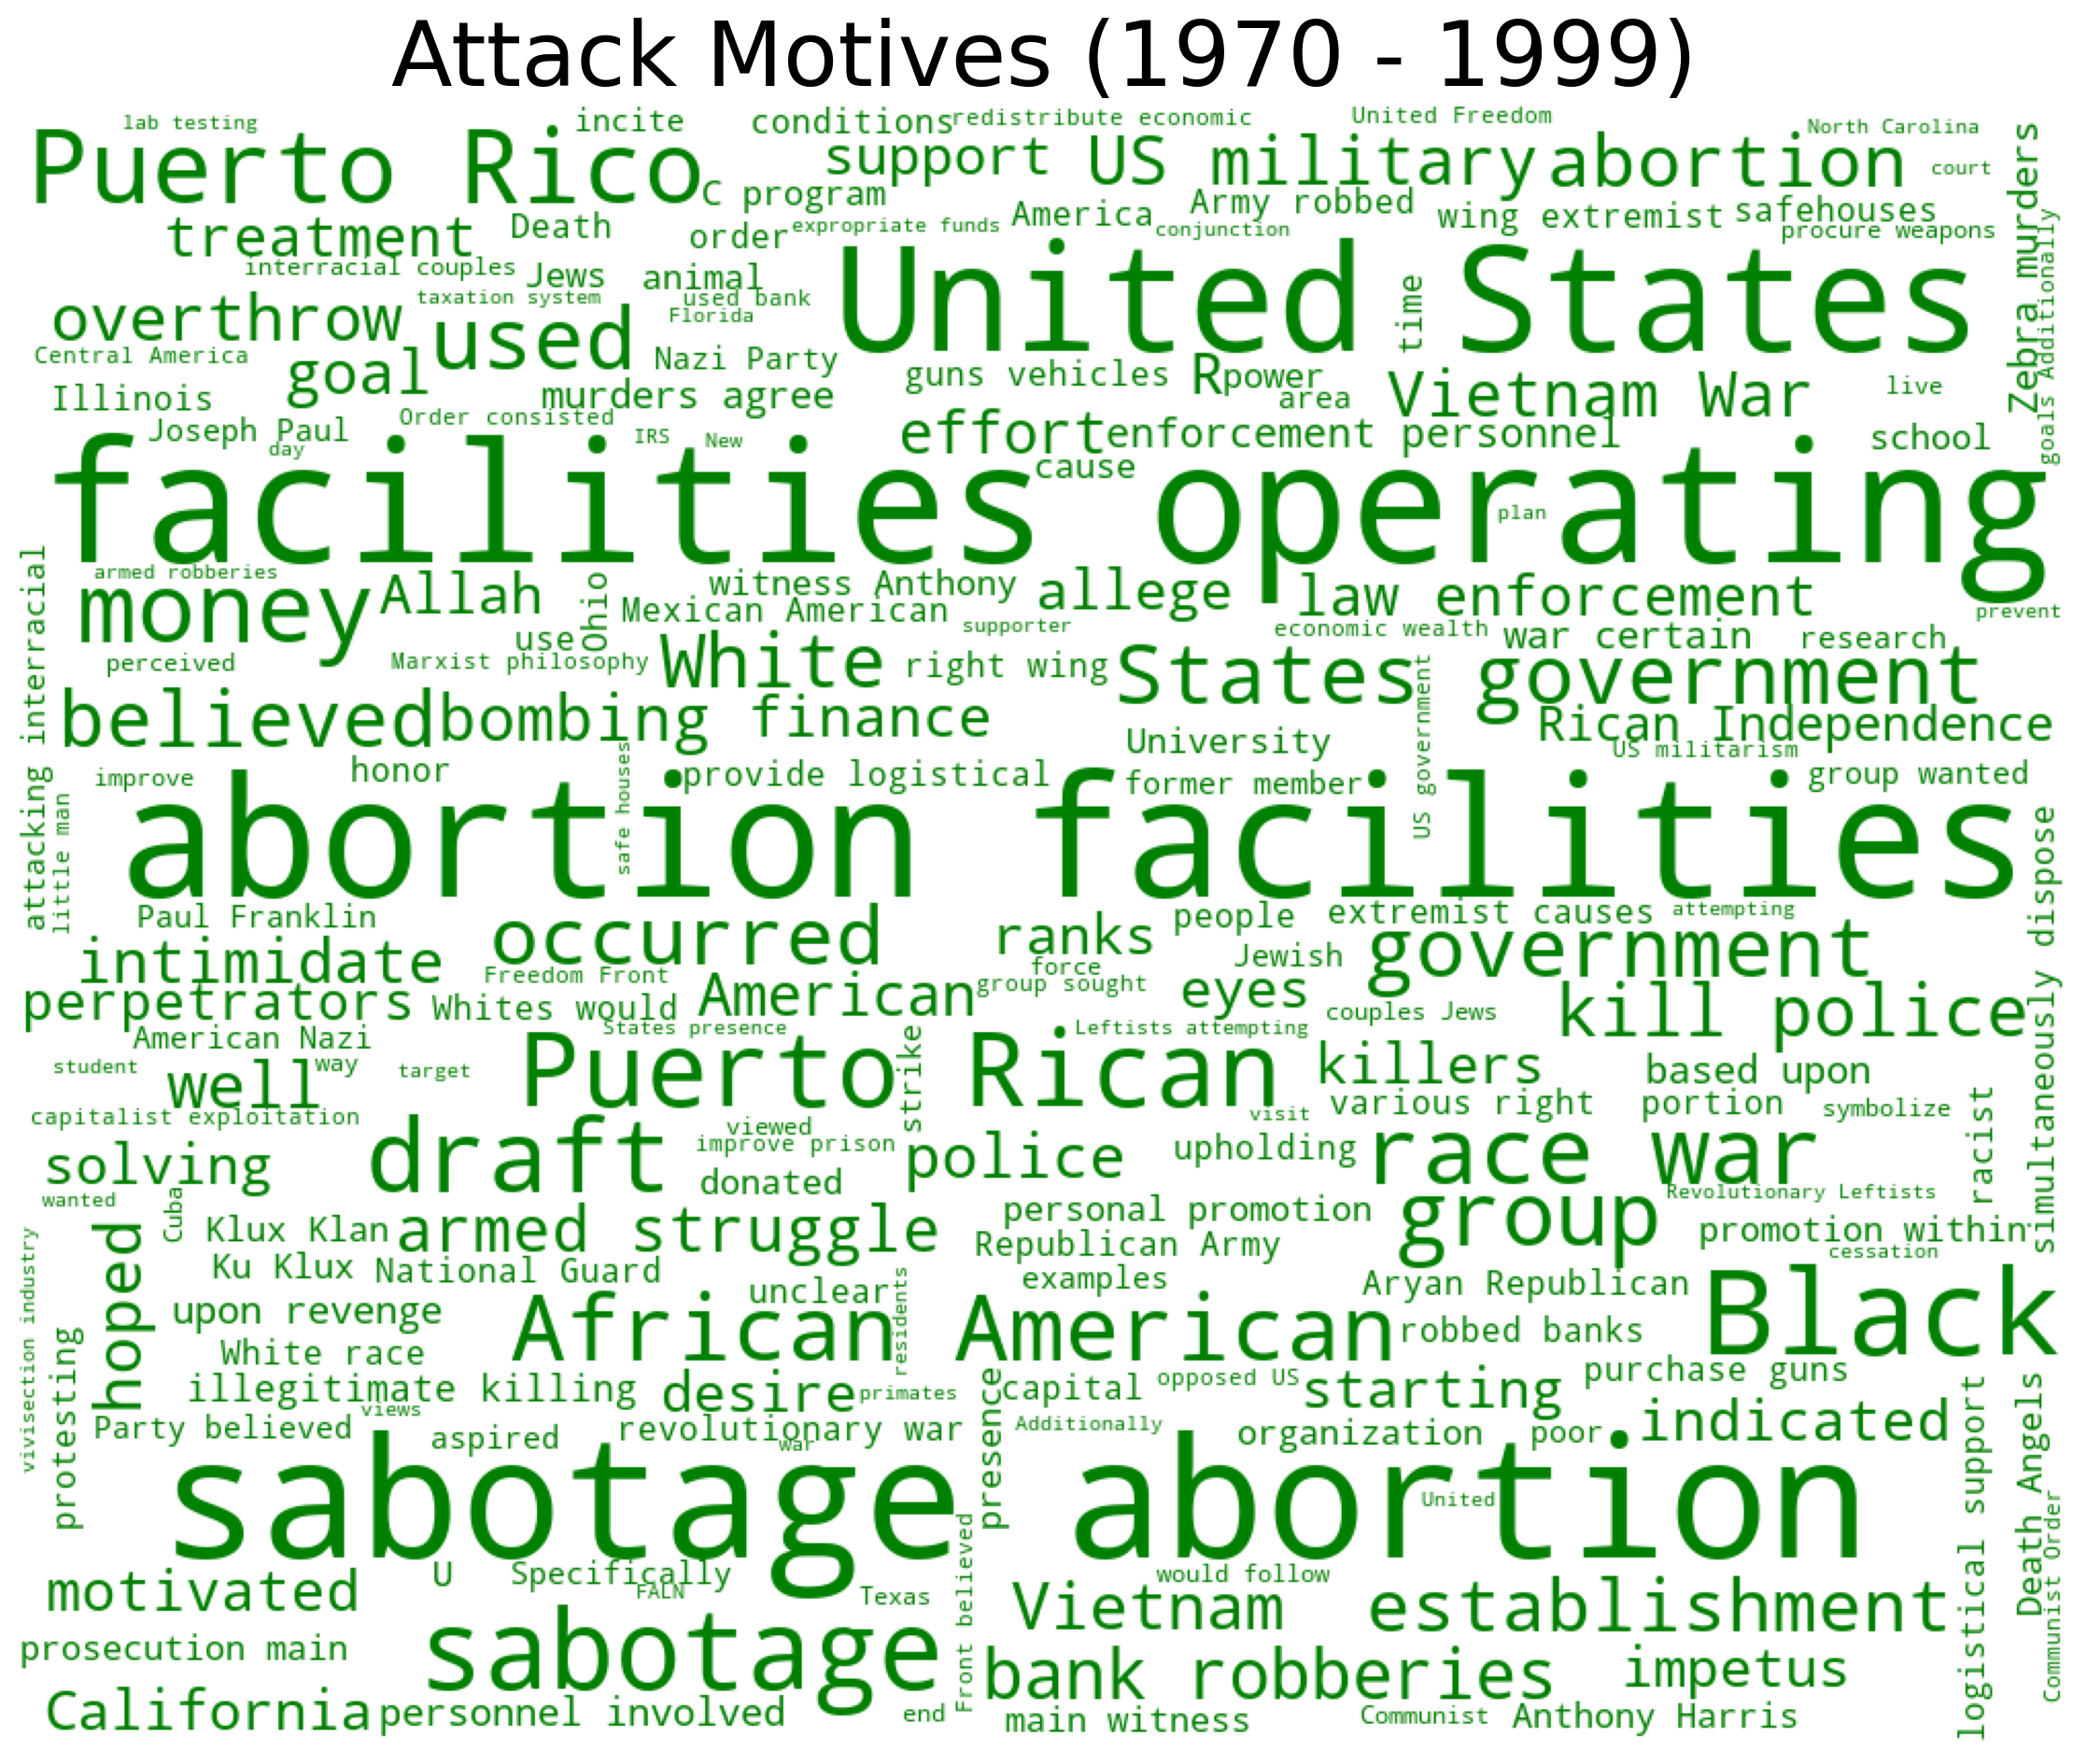 Attack Motives (1970 - 1999)
lab testing
incite
conditions
redistribute economic
United Freedom
North Carolina
Puerto Rico
support
US
military
abortion
court
Zebra murders
C program
Army robbed
treatment
Death
order
expropriate funds
America
conjunction
wing extremist
safehouses
procure weapons
goals Additionally
interracial couples
Jews
animal
United States
time
overthrow
taxation system
used bank
Florida
used
Central America
goal
Nazi Party
guns vehicles
R
power
Vietnam War
live
Illinois
murders agree
area
Joseph Paul
Order consisted
IRS
New
effort
enforcement personnel
school
day
cause
facilities operating
plan
attacking interracial
armed robberies
money
Allah
Ohio
witness Anthony
allege
law enforcement
prevent
Mexican American
supporter
economic wealth
war certain
research
use
perceived
Marxist philosophy
White
right wing
States
government
believed
bombing
finance
US government
Rican Independence
University
US militarism
improve
honor
safe houses
provide logistical
former member
group wanted
little man
abortion facilities
simultaneously dispose
Paul Franklin
occurred
ranks
people
extremist causes
attempting
intimidate
Freedom Front
Jewish
force
government
perpetrators
Whites would
American
group sought
eyes
couples Jews
kill police
American Nazi
States presence
Leftists attempting
student
well
way
target
Puerto Rican
strike
killers
based upon
capitalist exploitation
visit
various right
portion
symbolize
racist
solving
draft
viewed
improve prison
police
upholding
race war
donated
wanted
Cuba
Revolutionary Leftists
hoped
Klux Klan
armed struggle
personal promotion
group
promotion within
Republican Army
cessation
vivisection industry
Ku Klux
National Guard
unclear
residents
examples
Aryan Republican
Black
upon revenge
African American
robbed banks
White race
protesting
illegitimate killing
desire
primates
presence
capital
opposed US
starting
purchase guns
logistical support
Death Angels
Party believed
views
aspired
revolutionary war
war
Additionally
organization
poor
indicated
sabotage
abortion
United
Communist Order
motivated
U
Specifically
FALN
Texas
Front believed
would follow
Vietnam
establishment
prosecution main
sabotage
bank robberies
impetus
California
personnel involved
end
main witness
Communist
Anthony Harris